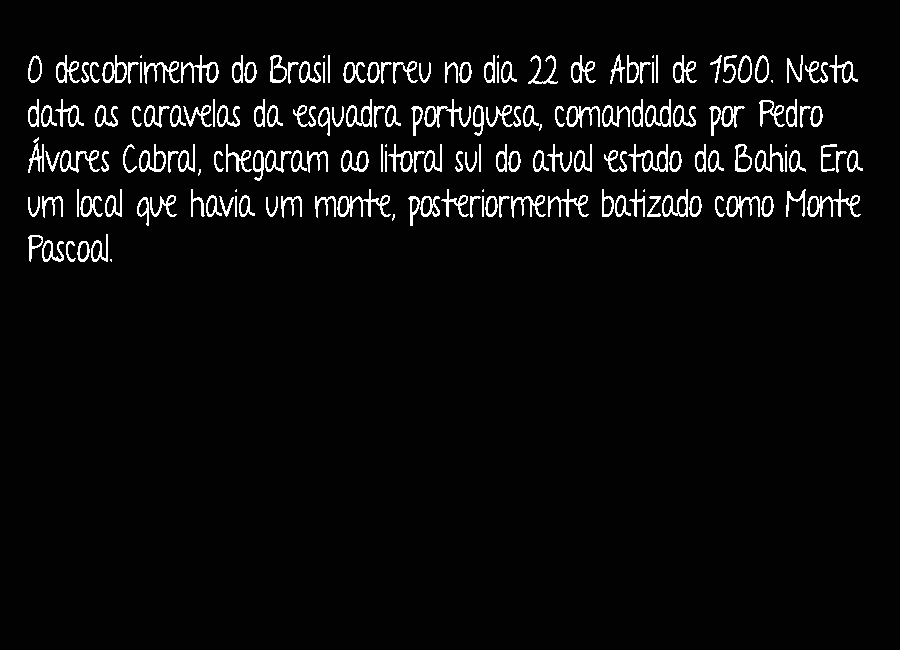 O descobrimento do Brasil ocorreu no dia 22 de Abril de 1500. Nesta
data as caravelas da esquadra portuguesa, comandadas por Pedro
Álvares Cabral, chegaram ao litoral sul do atual estado da Bahia. Era
um local que havia um monte, posteriormente batizado como Monte
Pascoal.